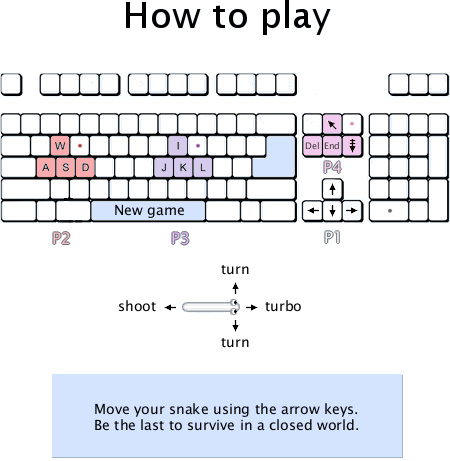 How to play
W
I
Del End
A S D
J K L
P4
New game
P2
P3
P1
turn
shoot
turbo
turn
Move your snake using the arrow keys.
Be the last to survive in a closed world.